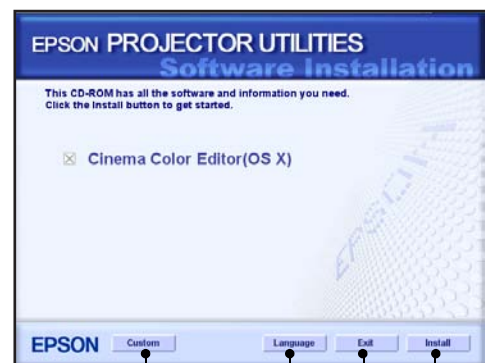 EPSON PROJECTOR UTILITIES
Software Installation
This CD-ROM has all the software and information you need.
Click the Install button to get started.
Cinema Color Editor(OS X)
EPSON
EPSON Custom Language Exit Install